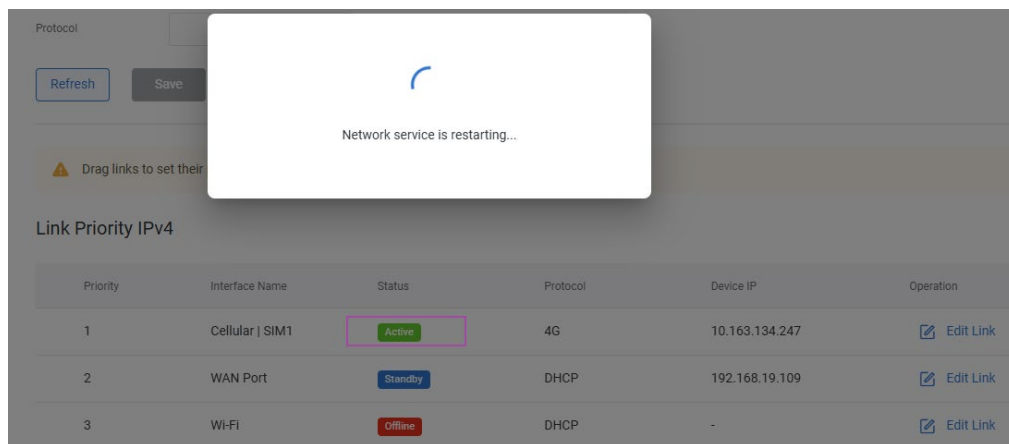 Protocol
Refresh Save
Network service is restarting...
Drag links to set their
Link Priority IPv4
Priority Interface Name Status Protocol Device IP Operation
1 Cellular | SIM1 Active 4G 10.163.134.247 Edit Link
2 WAN Port Standby DHCP 192.168.19.109 Edit Link
3 Wi-Fi Offline DHCP - Edit Link